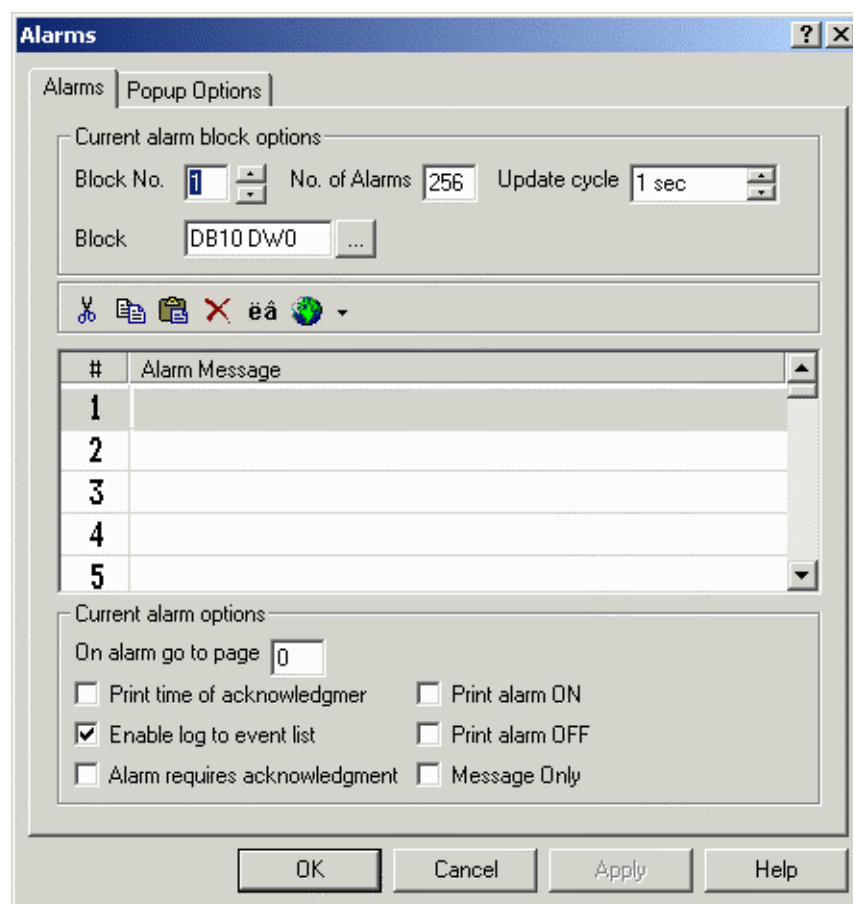 Alarms
Alarms Popup Options
Current alarm block options
Block No. 1 No. of Alarms 256 Update cycle 1 sec
Block DB10 DW0 ...
ëâ
# Alarm Message
1
2
3
4
5
Current alarm options
On alarm go to page 0
Print time of acknowledgmer Print alarm ON
Enable log to event list Print alarm OFF
Alarm requires acknowledgment Message Only
OK Cancel Apply Help